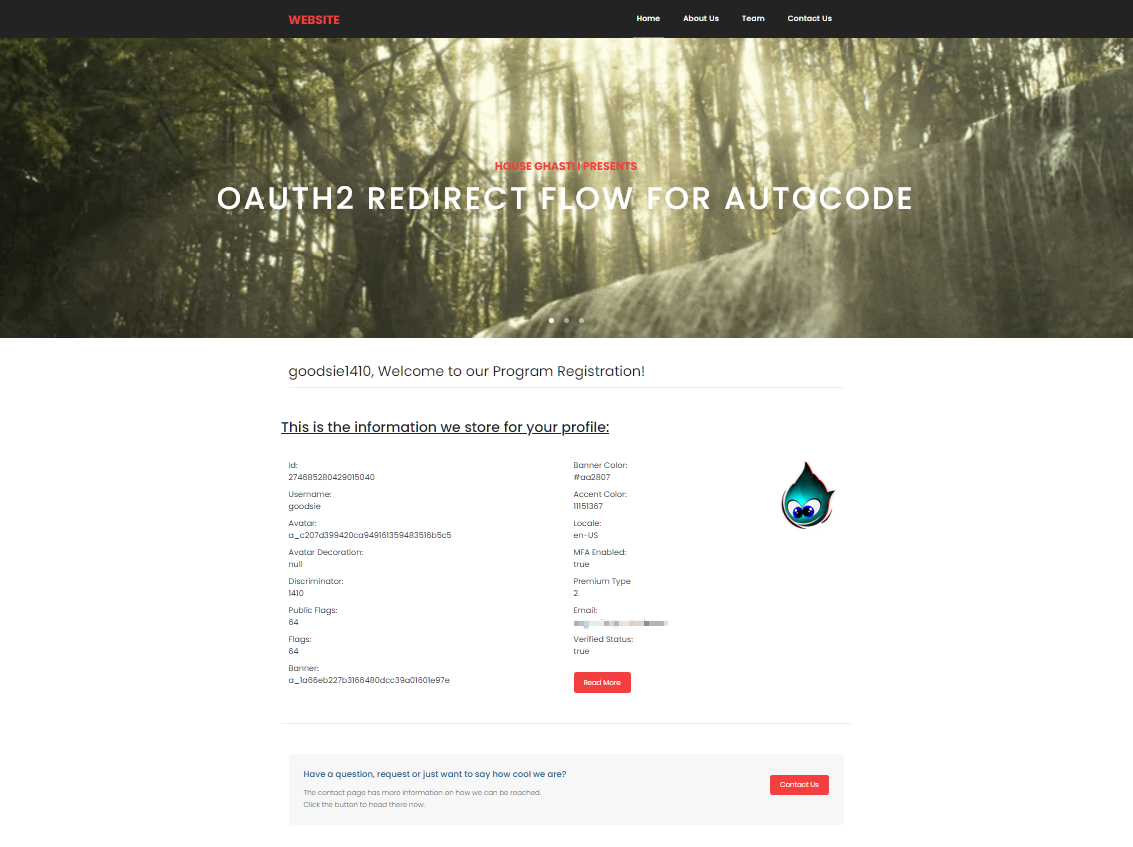 WEBSITE
Home About Us Team Contact Us
HOUSE GHASTLI PRESENTS
OAUTH2 REDIRECT FLOW FOR AUTOCODE
goodsie1410, Welcome to our Program Registration!
This is the information we store for your profile:
Id:
274685280429015040
Username:
goodsie
Avatar:
a_c207d399420ca949161359483516b5c5
Avatar Decoration:
null
Discriminator:
1410
Public Flags:
64
Flags:
64
Banner:
a_1a66eb227b3166480dcc39a01601e97e
Banner Color:
#aa2807
Accent Color:
11151367
Locale:
en-US
MFA Enabled:
true
Premium Type
2
Email:
Verified Status:
true
Read More
Have a question, request or just want to say how cool we are?
The contact page has more information on how we can be reached.
Click the button to head there now.
Contact Us